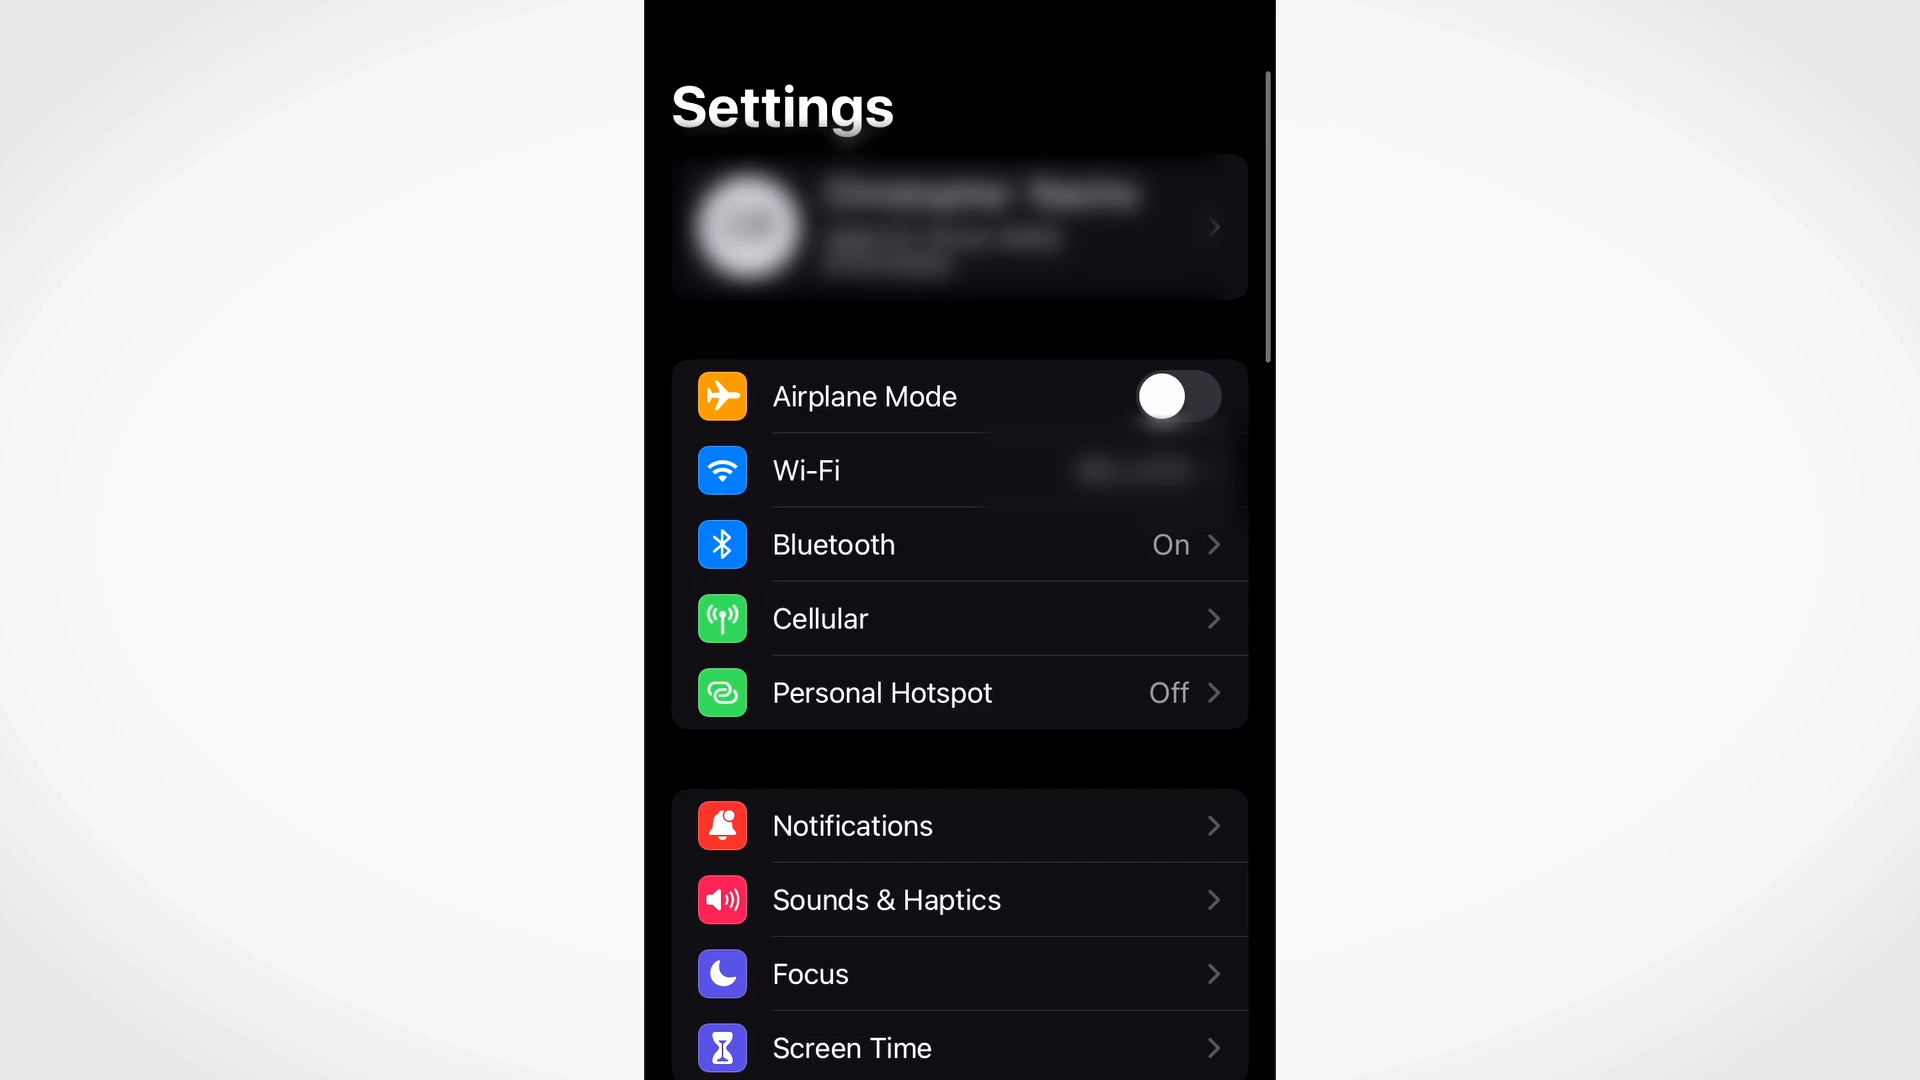 Settings
Airplane Mode
Wi-Fi
Bluetooth On
Cellular
Personal Hotspot Off
Notifications
Sounds & Haptics
Focus
Screen Time